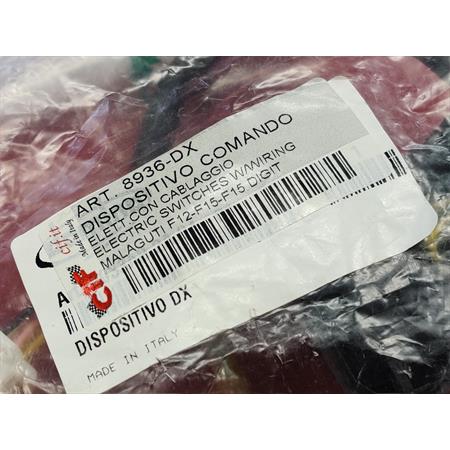 ART. 8936-DX
DISPOSITIVO COMANDO
ELETT CON CABLAGGIO
ELECTRIC SWITCHES W/WIRING
MALAGUTI F12-F15-F15 DIGIT
cif.it
Made in Italy
CIF
A
DISPOSITIVO DX
MADE IN ITALY